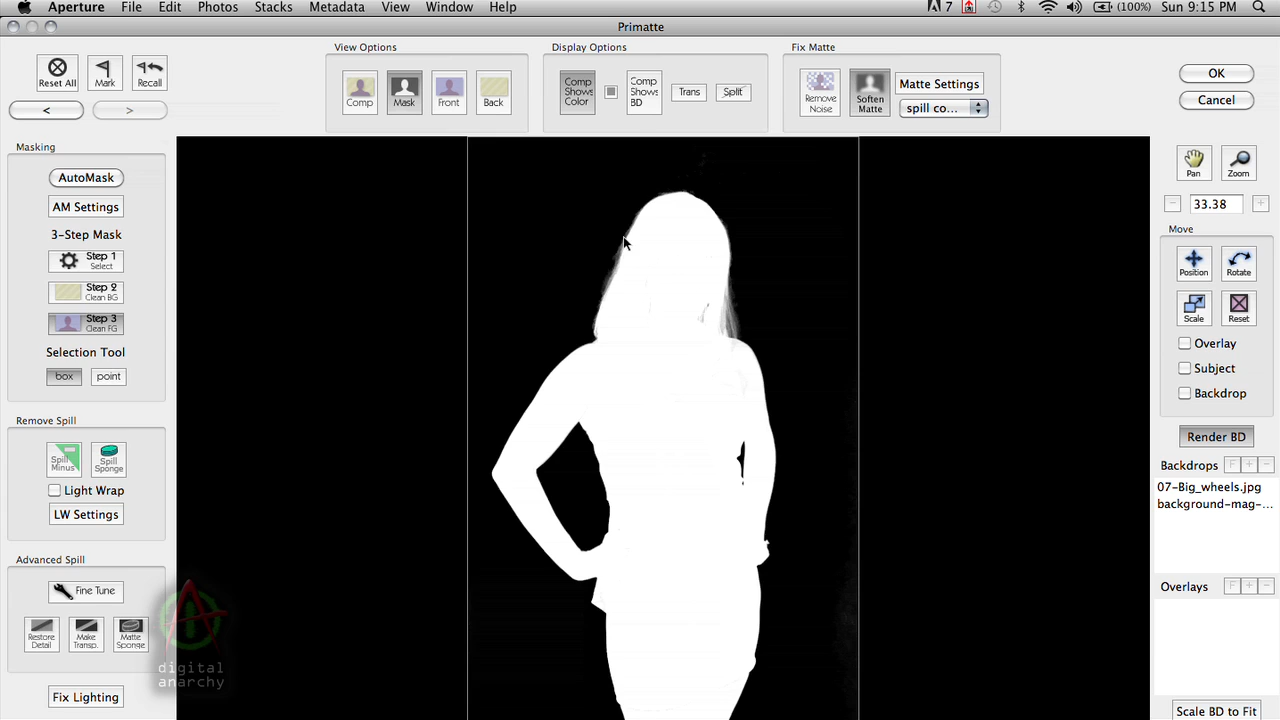 Aperture File Edit Photos Stacks Metadata View Window Help 7 (100%) Sun 9:15 PM
Primatte
View Options
Display Options
Fix Matte
Reset All
Mark
Recall
<
>
Comp
Mask
Front
Back
Comp Shows Color
Comp Shows BD
Trans
Split
Remove Noise
Soften Matte
Matte Settings
spill co...
OK
Cancel
Masking
AutoMask
AM Settings
3-Step Mask
Step 1
Select
Step 2
Clean BG
Step 3
Clean FG
Selection Tool
box
point
Remove Spill
Spill Minus
Spill Sponge
Light Wrap
LW Settings
Advanced Spill
Fine Tune
Restore Detail
Make Transp.
Matte Sponge
Fix Lighting
digital
anarchy
Pan
Zoom
− 33.38 +
Move
Position
Rotate
Scale
Reset
Overlay
Subject
Backdrop
Render BD
Backdrops F + −
07-Big_wheels.jpg
background-mag-...
Overlays F + −
Scale BD to Fit